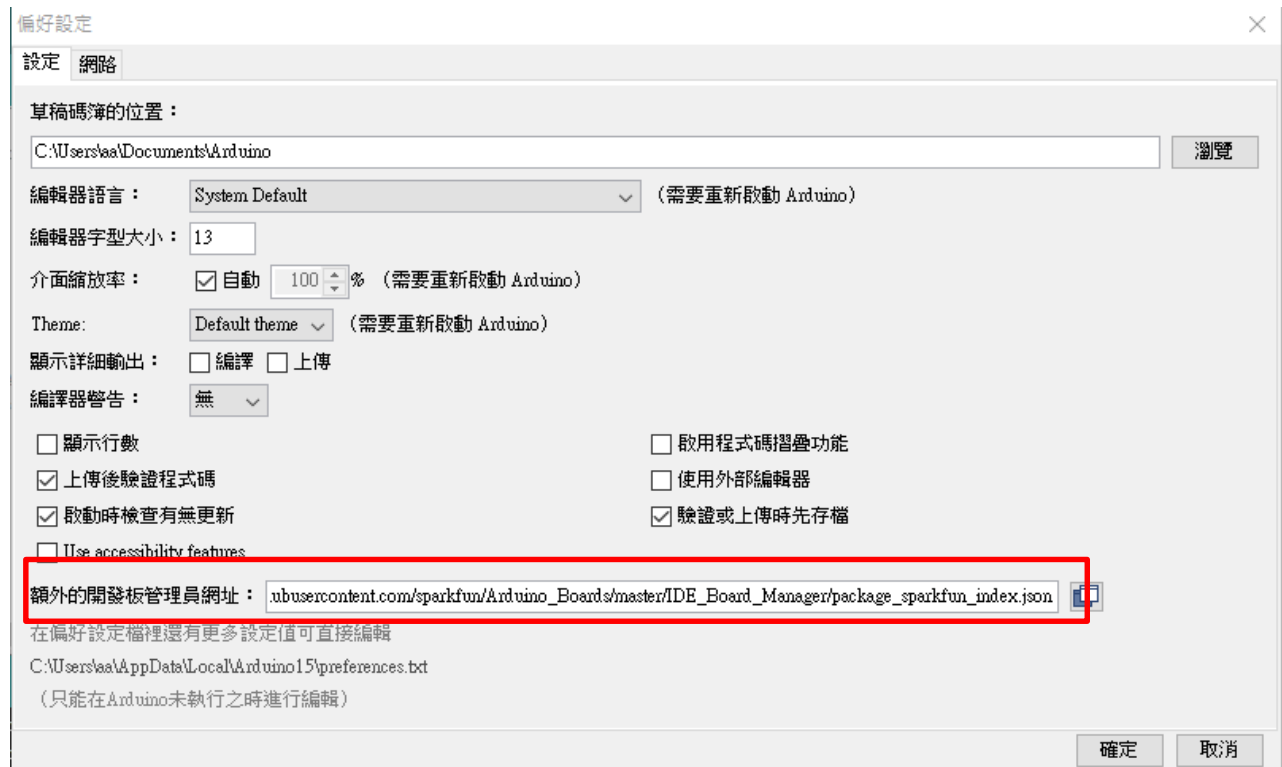 偏好設定
設定 網路
草稿碼簿的位置：
C:\Users\aa\Documents\Arduino 瀏覽
編輯器語言： System Default （需要重新啟動 Arduino）
編輯器字型大小： 13
介面縮放率： 自動 100 % （需要重新啟動 Arduino）
Theme: Default theme （需要重新啟動 Arduino）
顯示詳細輸出： 編譯 上傳
編譯器警告： 無
顯示行數 啟用程式碼摺疊功能
上傳後驗證程式碼 使用外部編輯器
啟動時檢查有無更新 驗證或上傳時先存檔
Use accessibility features
額外的開發板管理員網址： ubusercontent.com/sparkfun/Arduino_Boards/master/IDE_Board_Manager/package_sparkfun_index.json
在偏好設定檔裡還有更多設定值可直接編輯
C:\Users\aa\AppData\Local\Arduino15\preferences.txt
（只能在Arduino未執行之時進行編輯）
確定 取消